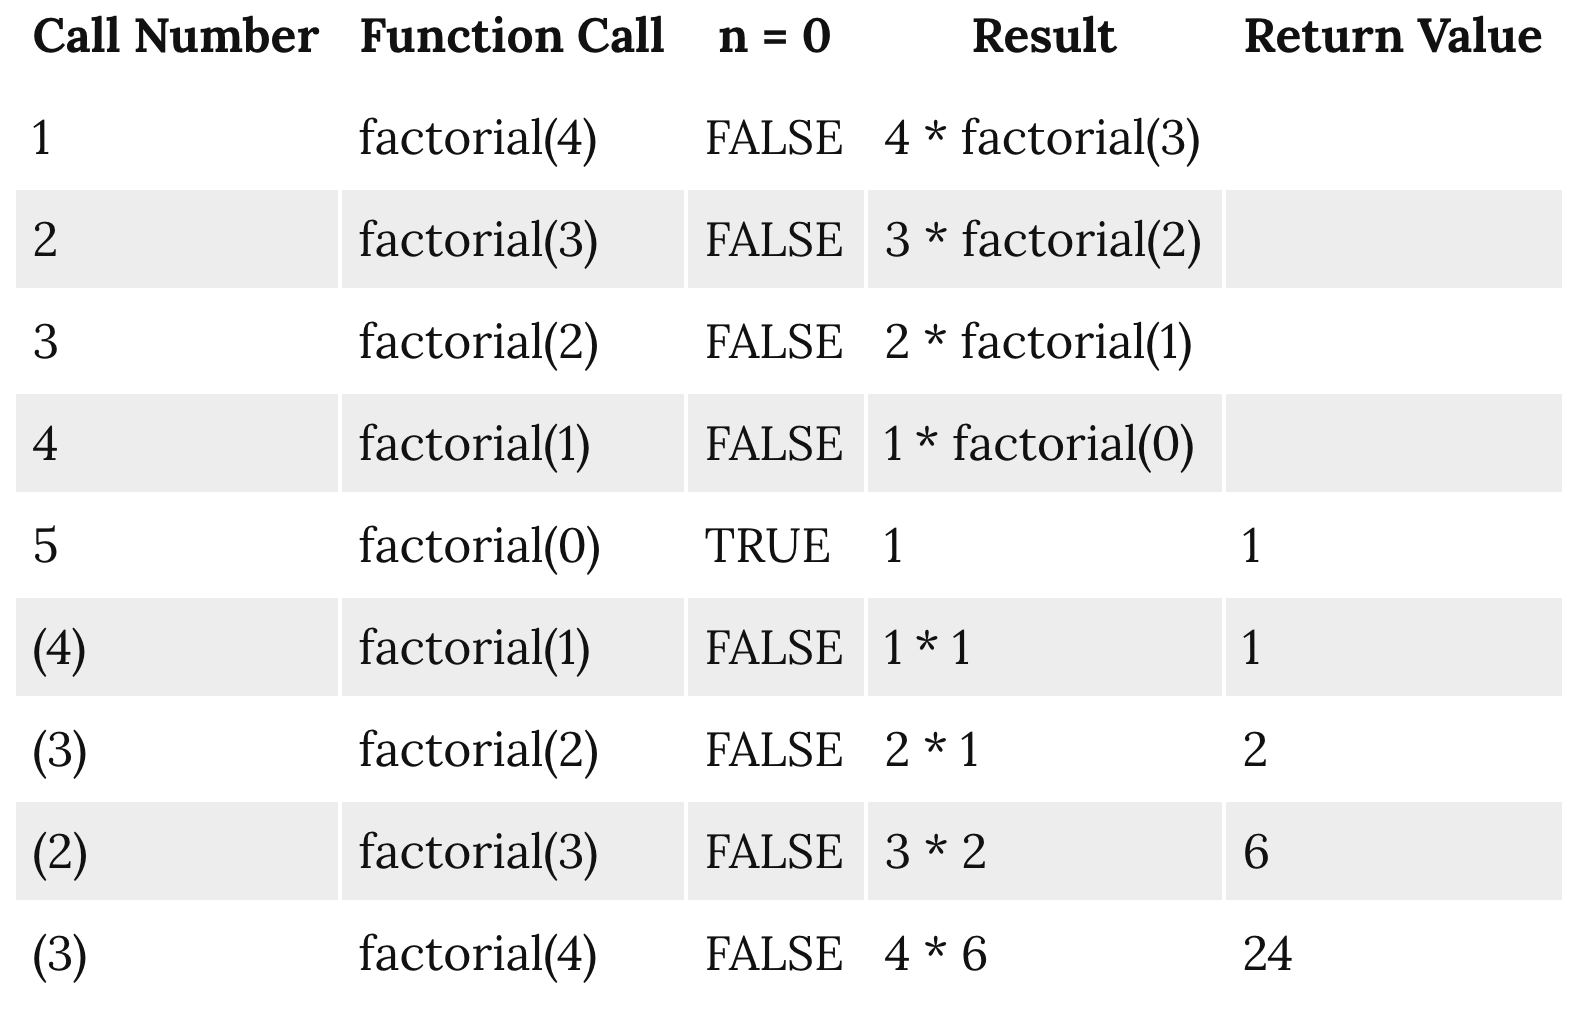 Call Number Function Call n = 0 Result Return Value
1 factorial(4) FALSE 4 * factorial(3)
2 factorial(3) FALSE 3 * factorial(2)
3 factorial(2) FALSE 2 * factorial(1)
4 factorial(1) FALSE 1 * factorial(0)
5 factorial(0) TRUE 1 1
(4) factorial(1) FALSE 1 * 1 1
(3) factorial(2) FALSE 2 * 1 2
(2) factorial(3) FALSE 3 * 2 6
(3) factorial(4) FALSE 4 * 6 24